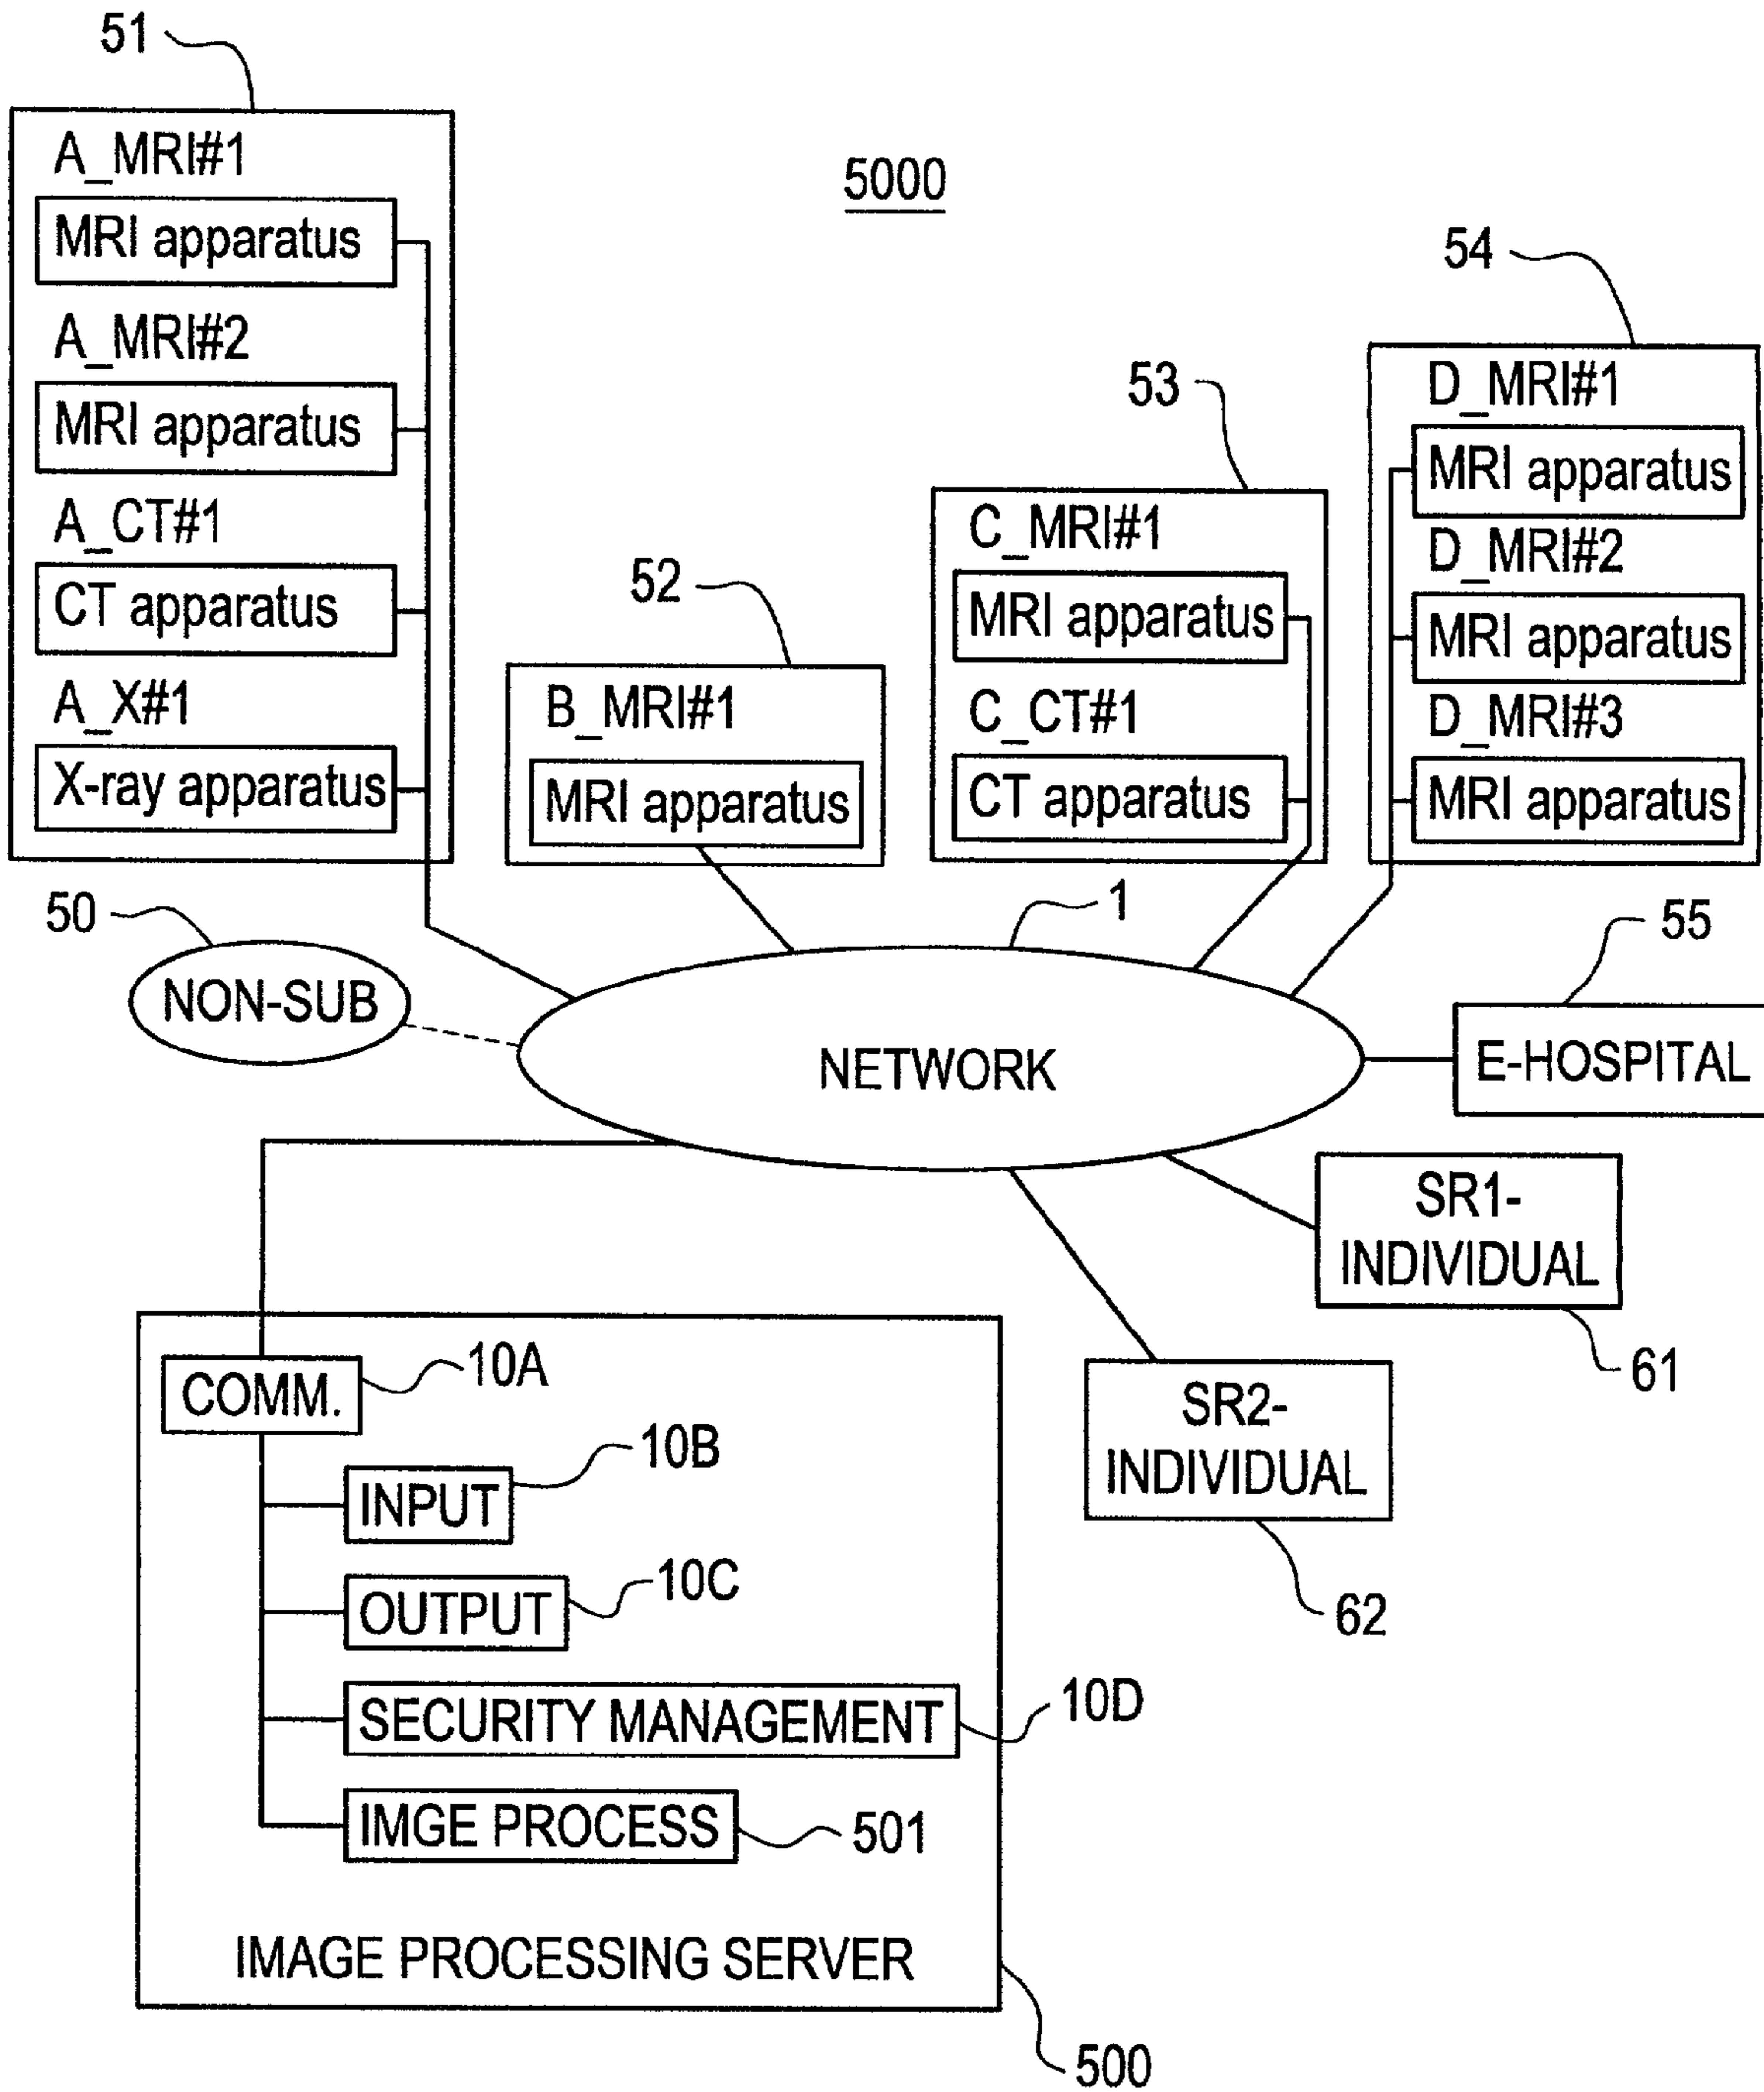 51
A_MRI#1
MRI apparatus
A_MRI#2
MRI apparatus
A_CT#1
CT apparatus
A_X#1
X-ray apparatus
5000
52
B_MRI#1
MRI apparatus
53
C_MRI#1
MRI apparatus
C_CT#1
CT apparatus
54
D_MRI#1
MRI apparatus
D_MRI#2
MRI apparatus
D_MRI#3
MRI apparatus
50
NON-SUB
1
NETWORK
55
E-HOSPITAL
SR1-
INDIVIDUAL
61
SR2-
INDIVIDUAL
62
COMM.
10A
INPUT
10B
OUTPUT
10C
SECURITY MANAGEMENT
10D
IMGE PROCESS
501
IMAGE PROCESSING SERVER
500